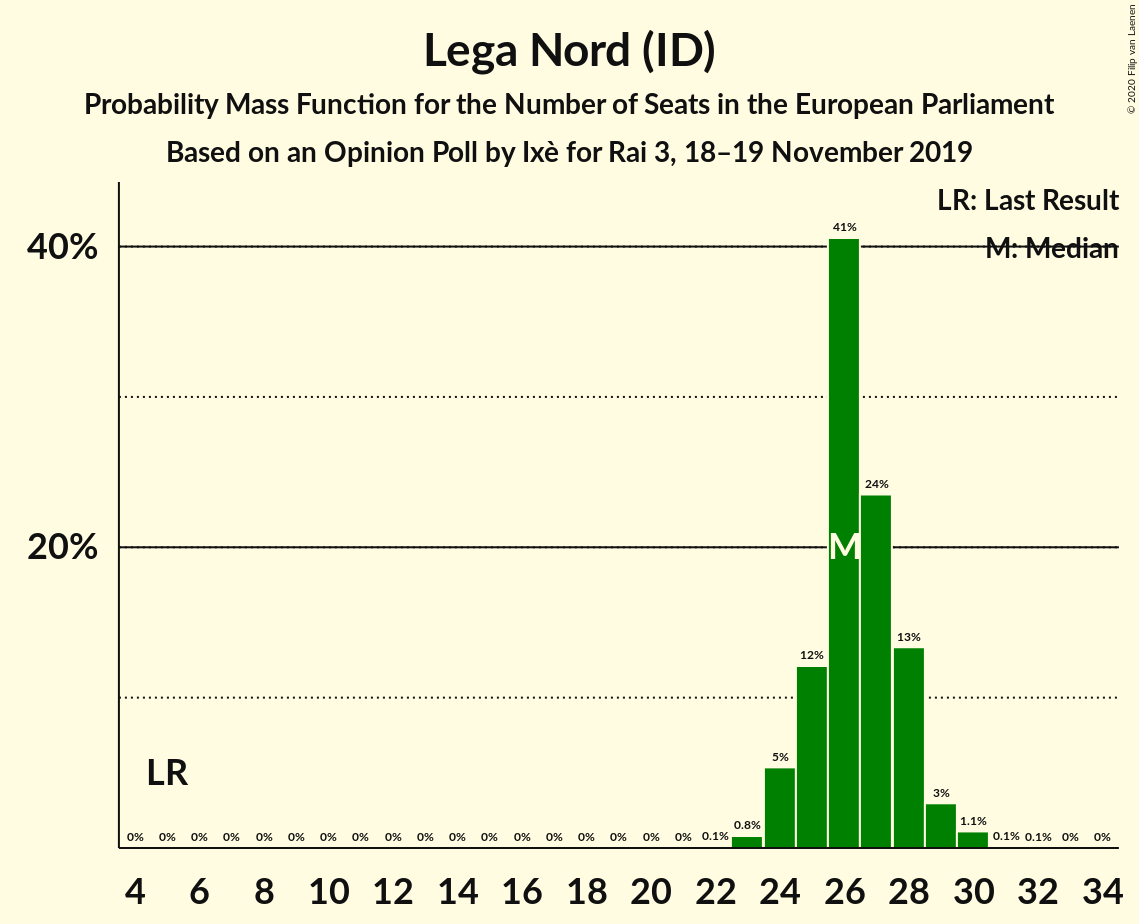 Lega Nord (ID)
Probability Mass Function for the Number of Seats in the European Parliament
Based on an Opinion Poll by Ixè for Rai 3, 18–19 November 2019
© 2020 Filip van Laenen
LR: Last Result
M: Median
40%
20%
41%
24%
13%
12%
5%
3%
1.1%
0.8%
M
LR
0% 0% 0% 0% 0% 0% 0% 0% 0% 0% 0% 0% 0% 0% 0% 0% 0% 0% 0.1% 0.1% 0.1% 0% 0%
4 6 8 10 12 14 16 18 20 22 24 26 28 30 32 34